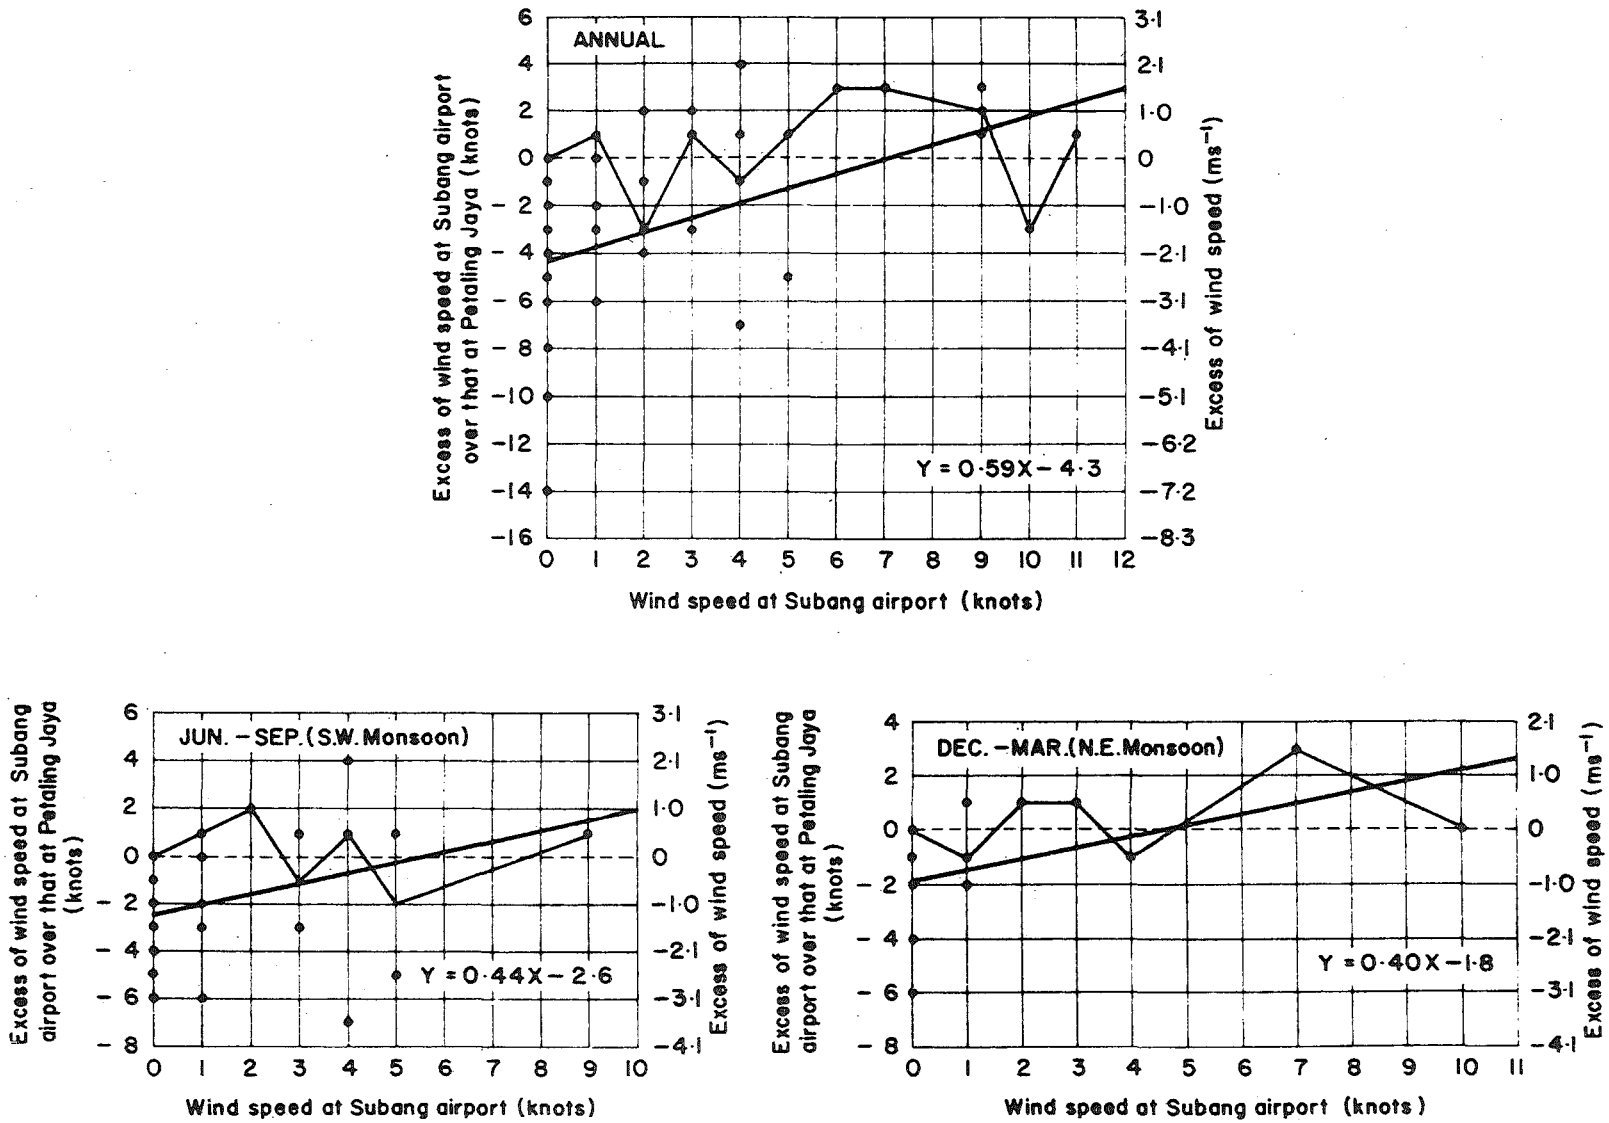 ANNUAL
Excess of wind speed at Subang airport
over that at Petaling Jaya (knots)
6
4
2
0
-2
-4
-6
-8
-10
-12
-14
-16
3·1
2·1
1·0
0
-1·0
-2·1
-3·1
-4·1
-5·1
-6·2
-7·2
-8·3
Excess of wind speed (ms⁻¹)
Y = 0·59X - 4·3
0 1 2 3 4 5 6 7 8 9 10 11 12
Wind speed at Subang airport (knots)
JUN. - SEP. (S.W. Monsoon)
Excess of wind speed at Subang
airport over that at Petaling Jaya
(knots)
6
4
2
0
-2
-4
-6
-8
3·1
2·1
1·0
0
-1·0
-2·1
-3·1
-4·1
Excess of wind speed (ms⁻¹)
Y = 0·44X - 2·6
0 1 2 3 4 5 6 7 8 9 10
Wind speed at Subang airport (knots)
DEC. - MAR. (N.E. Monsoon)
Excess of wind speed at Subang
airport over that at Petaling Jaya
(knots)
4
2
0
-2
-4
-6
-8
2·1
1·0
0
-1·0
-2·1
-3·1
-4·1
Excess of wind speed (ms⁻¹)
Y = 0·40X - 1·8
0 1 2 3 4 5 6 7 8 9 10 11
Wind speed at Subang airport (knots)